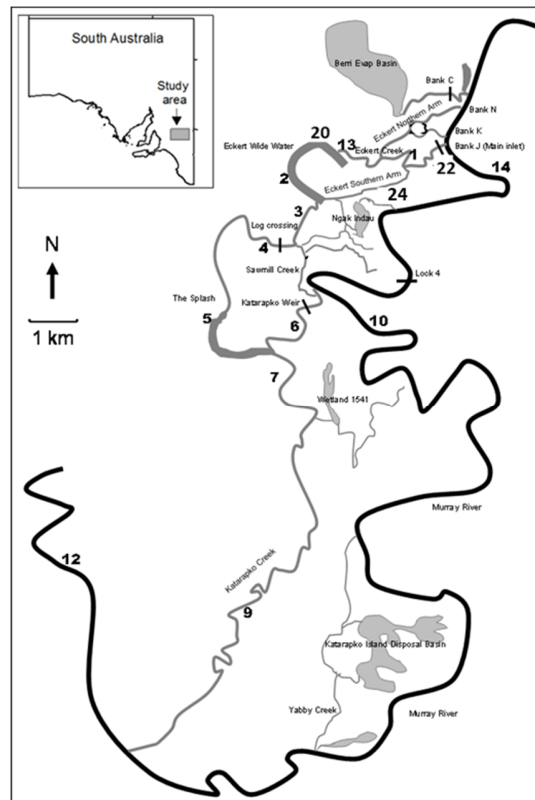 South Australia
Study
area
Berri Evap Basin
Bank C
Eckert Northern Arm
Bank N
Bank K
Bank J (Main inlet)
20
13
Eckert Creek
1
22
14
Eckert Wilde Water
2
Eckert Southern Arm
24
3
Ngak Indau
N
Log crossing
4
Sawmill Creek
Lock 4
1 km
The Splash
Katarapko Weir
5
6
10
7
Wetland 1541
Murray River
12
Katarapko Creek
9
Katarapko Island Disposal Basin
Yabby Creek
Murray River